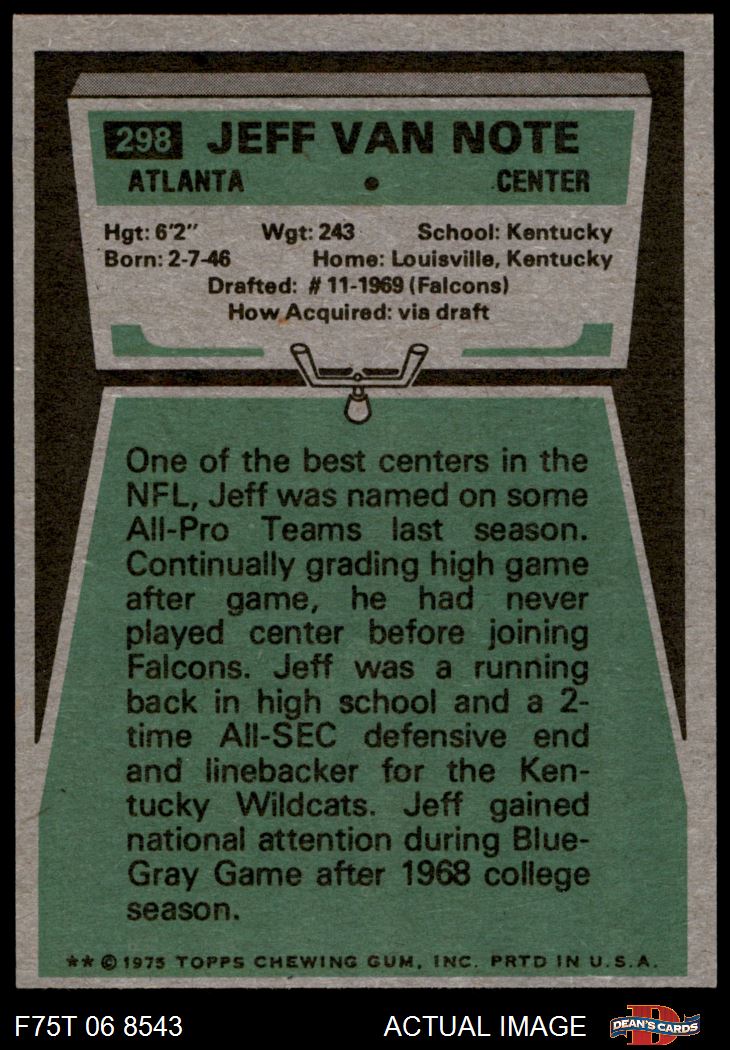 298 JEFF VAN NOTE
ATLANTA • CENTER
Hgt: 6'2" Wgt: 243 School: Kentucky
Born: 2-7-46 Home: Louisville, Kentucky
Drafted: # 11-1969 (Falcons)
How Acquired: via draft
One of the best centers in the
NFL, Jeff was named on some
All-Pro Teams last season.
Continually grading high game
after game, he had never
played center before joining
Falcons. Jeff was a running
back in high school and a 2-
time All-SEC defensive end
and linebacker for the Ken-
tucky Wildcats. Jeff gained
national attention during Blue-
Gray Game after 1968 college
season.
** © 1975 TOPPS CHEWING GUM, INC. PRTD IN U.S.A.
F75T 06 8543 ACTUAL IMAGE D DEAN'S CARDS